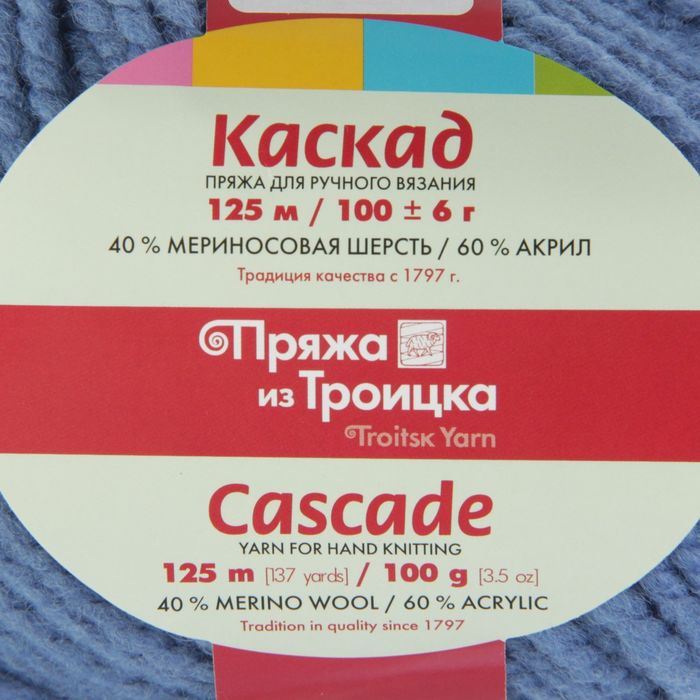 Каскад
ПРЯЖА ДЛЯ РУЧНОГО ВЯЗАНИЯ
125 м / 100 ± 6 г
40 % МЕРИНОСОВАЯ ШЕРСТЬ / 60 % АКРИЛ
Традиция качества с 1797 г.
Пряжа
из Троицка
Troitsk Yarn
Cascade
YARN FOR HAND KNITTING
125 m [137 yards] / 100 g [3.5 oz]
40 % MERINO WOOL / 60 % ACRYLIC
Tradition in quality since 1797